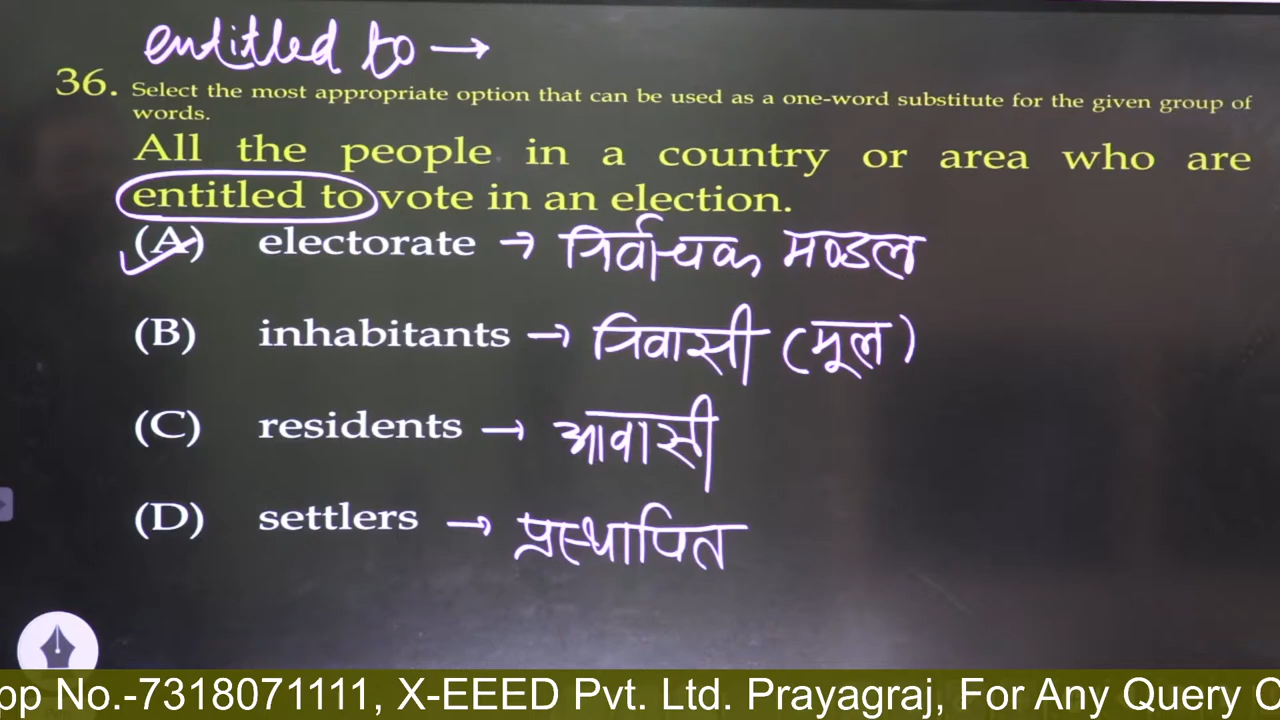 entitled to →
36. Select the most appropriate option that can be used as a one-word substitute for the given group of
words.
All the people in a country or area who are
entitled to vote in an election.
(A) electorate → निर्वाचक मण्डल
(B) inhabitants → निवासी (मूल)
(C) residents → आवासी
(D) settlers → प्रस्थापित
pp No.-7318071111, X-EEED Pvt. Ltd. Prayagraj, For Any Query C